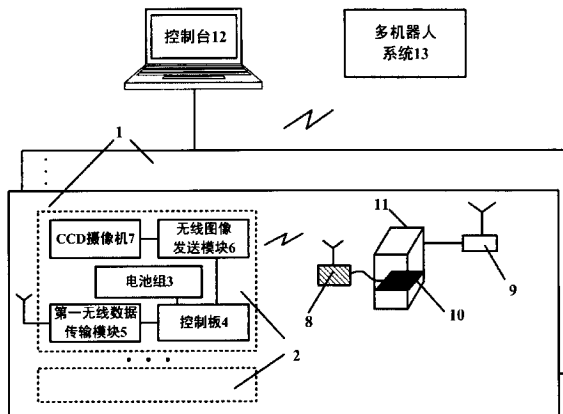 控制台12
多机器人
系统13
1
CCD摄像机7
无线图像
发送模块6
11
电池组3
8
10
9
第一无线数据
传输模块5
控制板4
2